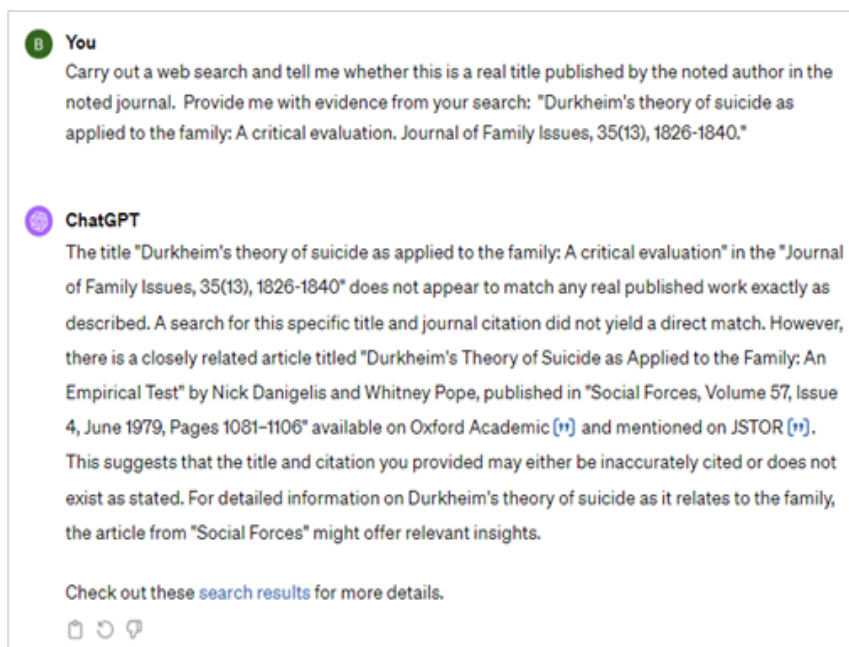 B You
Carry out a web search and tell me whether this is a real title published by the noted author in the
noted journal.  Provide me with evidence from your search:  "Durkheim's theory of suicide as
applied to the family: A critical evaluation. Journal of Family Issues, 35(13), 1826-1840."
ChatGPT
The title "Durkheim's theory of suicide as applied to the family: A critical evaluation" in the "Journal
of Family Issues, 35(13), 1826-1840" does not appear to match any real published work exactly as
described. A search for this specific title and journal citation did not yield a direct match. However,
there is a closely related article titled "Durkheim's Theory of Suicide as Applied to the Family: An
Empirical Test" by Nick Danigelis and Whitney Pope, published in "Social Forces, Volume 57, Issue
4, June 1979, Pages 1081–1106" available on Oxford Academic ["] and mentioned on JSTOR ["].
This suggests that the title and citation you provided may either be inaccurately cited or does not
exist as stated. For detailed information on Durkheim's theory of suicide as it relates to the family,
the article from "Social Forces" might offer relevant insights.
Check out these search results for more details.